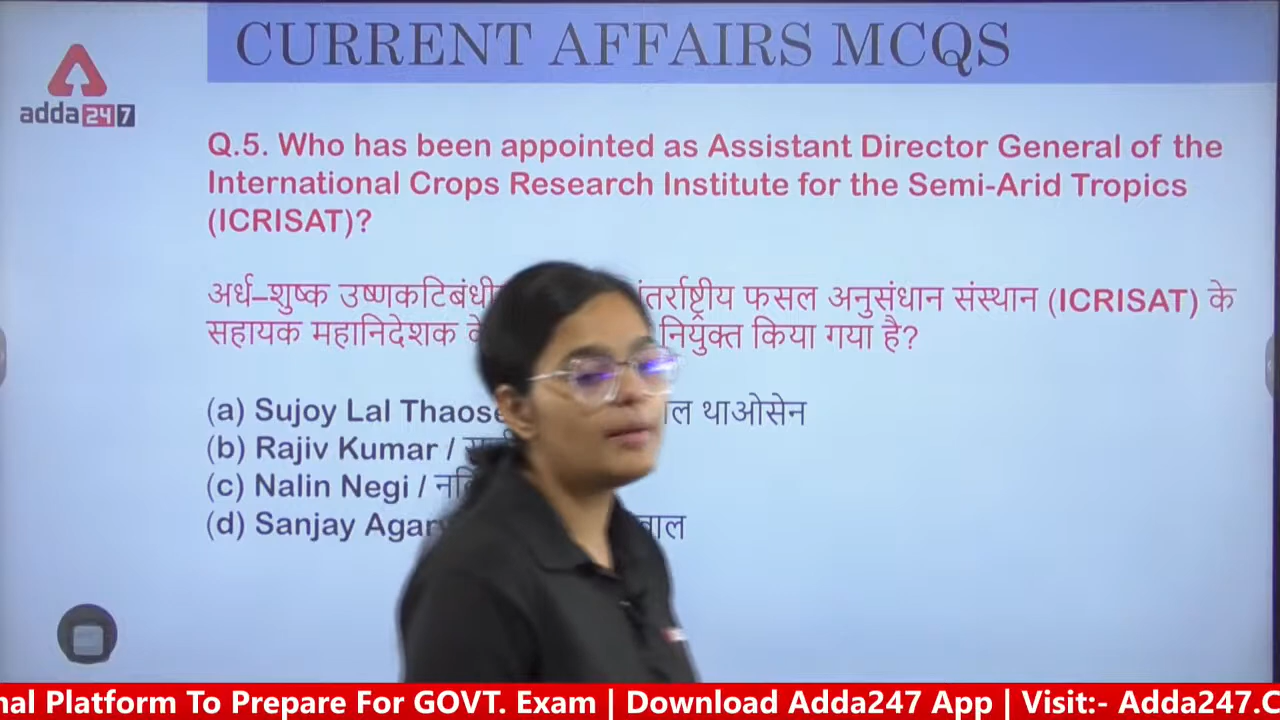 CURRENT AFFAIRS MCQS
adda247
Q.5. Who has been appointed as Assistant Director General of the
International Crops Research Institute for the Semi-Arid Tropics
(ICRISAT)?
अर्ध–शुष्क उष्णकटिबंधी ंतर्राष्ट्रीय फसल अनुसंधान संस्थान (ICRISAT) के
सहायक महानिदेशक नियुक्त किया गया है?
(a) Sujoy Lal Thaose ल थाओसेन
(b) Rajiv Kumar /
(c) Nalin Negi /
(d) Sanjay Agar वाल
nal Platform To Prepare For GOVT. Exam | Download Adda247 App | Visit:- Adda247.C